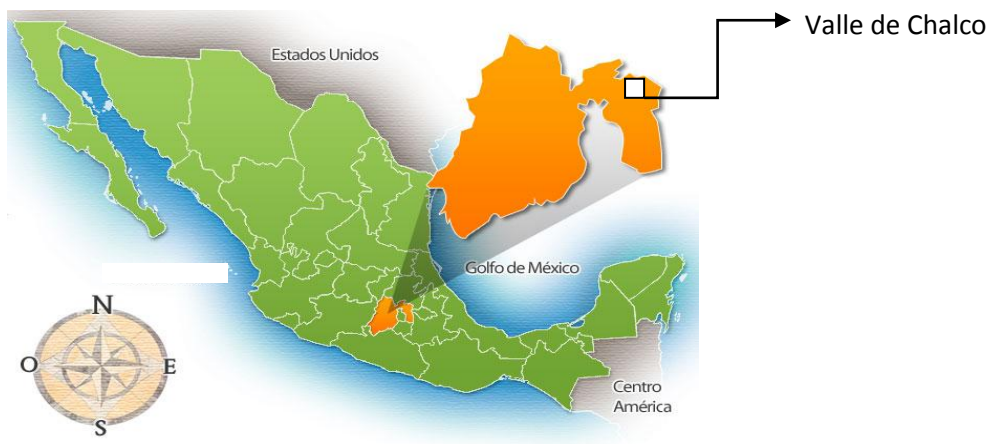 Valle de Chalco
Estados Unidos
Golfo de México
N
O
E
S
Centro
América